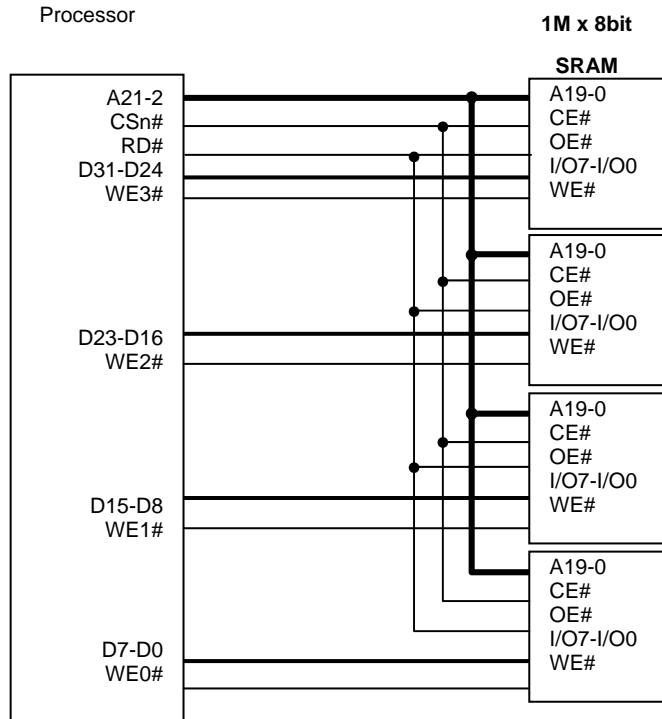 Processor
1M x 8bit
SRAM
A21-2
CSn#
RD#
D31-D24
WE3#
D23-D16
WE2#
D15-D8
WE1#
D7-D0
WE0#
A19-0
CE#
OE#
I/O7-I/O0
WE#
A19-0
CE#
OE#
I/O7-I/O0
WE#
A19-0
CE#
OE#
I/O7-I/O0
WE#
A19-0
CE#
OE#
I/O7-I/O0
WE#